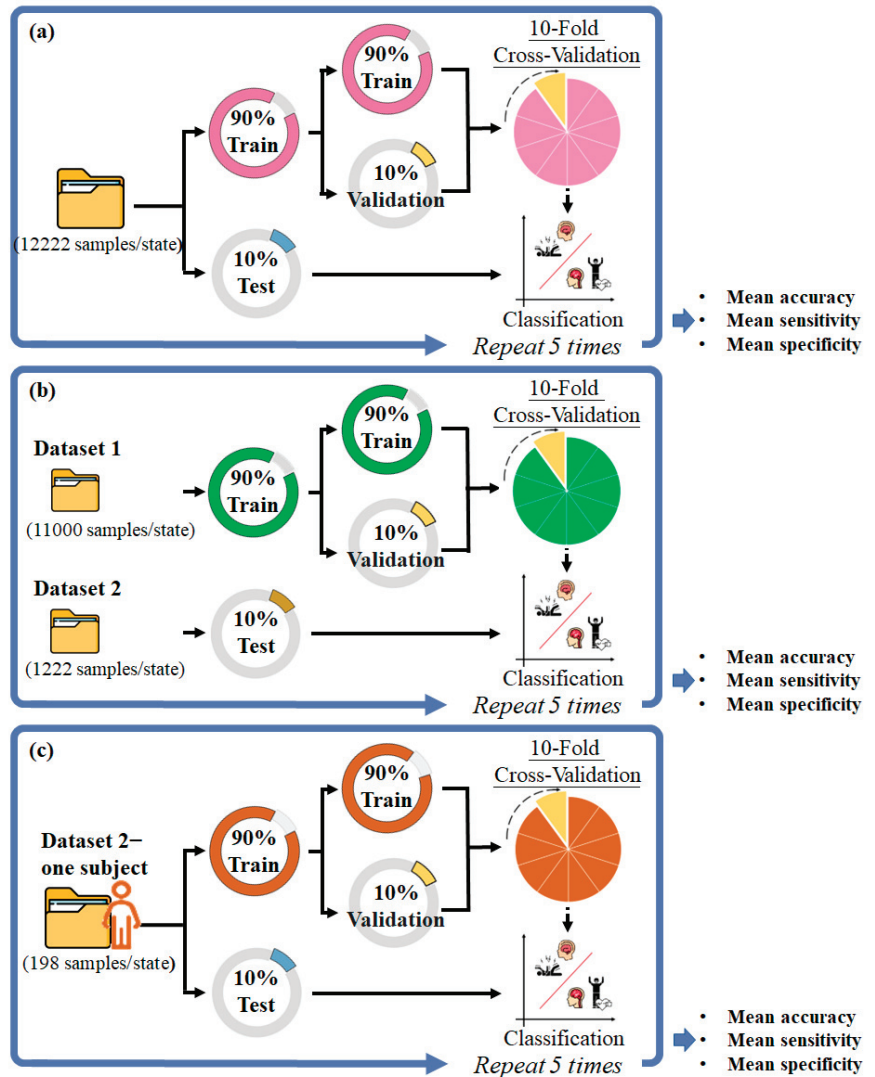 (a)
10-Fold
Cross-Validation
90%
Train
90%
Train
10%
Validation
(12222 samples/state)
10%
Test
Classification
Repeat 5 times
• Mean accuracy
• Mean sensitivity
• Mean specificity
(b)
10-Fold
Cross-Validation
90%
Train
Dataset 1
90%
Train
(11000 samples/state)
10%
Validation
Dataset 2
10%
Test
(1222 samples/state)
Classification
Repeat 5 times
• Mean accuracy
• Mean sensitivity
• Mean specificity
(c)
10-Fold
Cross-Validation
90%
Train
Dataset 2–
one subject
90%
Train
10%
Validation
(198 samples/state)
10%
Test
Classification
Repeat 5 times
• Mean accuracy
• Mean sensitivity
• Mean specificity